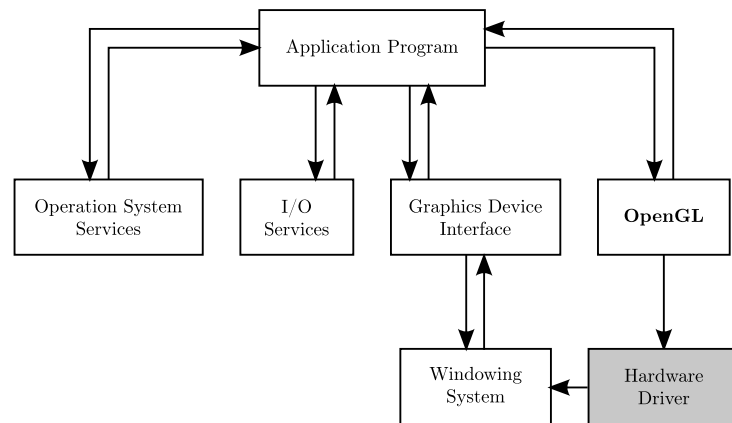 Application Program
Operation System
Services
I/O
Services
Graphics Device
Interface
OpenGL
Windowing
System
Hardware
Driver